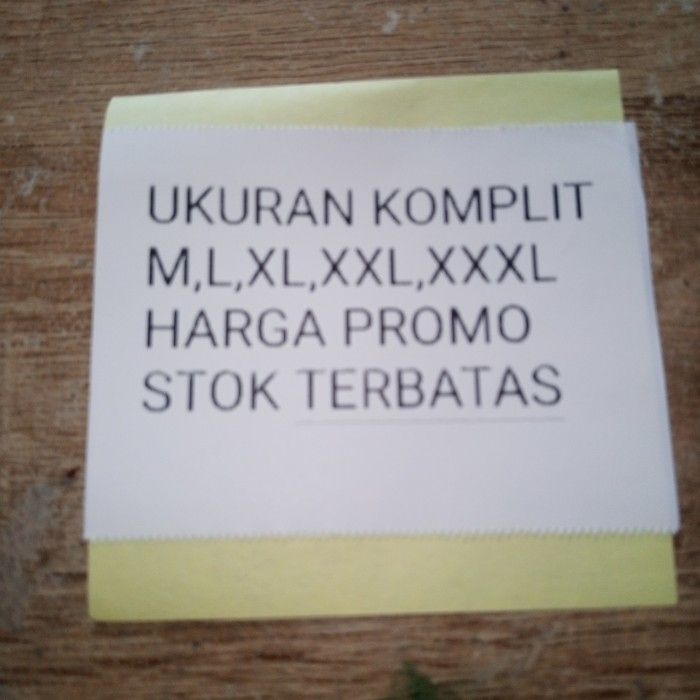 UKURAN KOMPLIT
M,L,XL,XXL,XXXL
HARGA PROMO
STOK TERBATAS